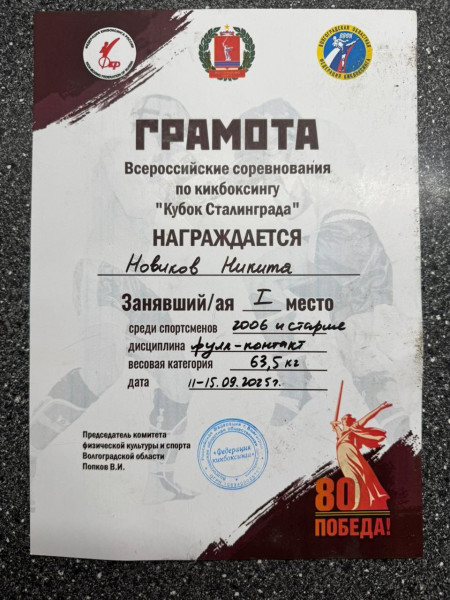 ГРАМОТА
Всероссийские соревнования
по кикбоксингу
"Кубок Сталинграда"
НАГРАЖДАЕТСЯ
Новиков Никита
Занявший/ая I место
среди спортсменов 2006 и старше
дисциплина фулл-контакт
весовая категория 63,5 кг
дата 11-15.09.2025г.
Председатель комитета
физической культуры и спорта
Волгоградской области
Попков В.И.
«Федерация
кикбоксинга»
80
ПОБЕДА!